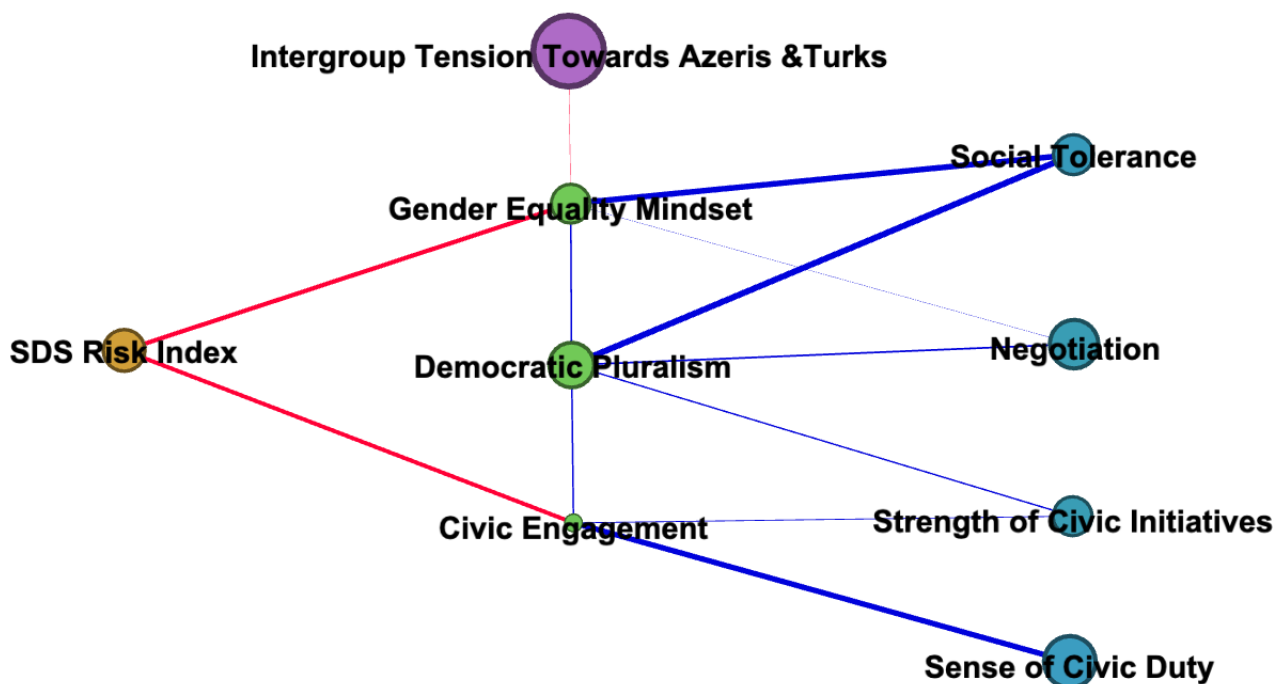 Intergroup Tension Towards Azeris &Turks
Social Tolerance
Gender Equality Mindset
SDS Risk Index
Negotiation
Democratic Pluralism
Strength of Civic Initiatives
Civic Engagement
Sense of Civic Duty